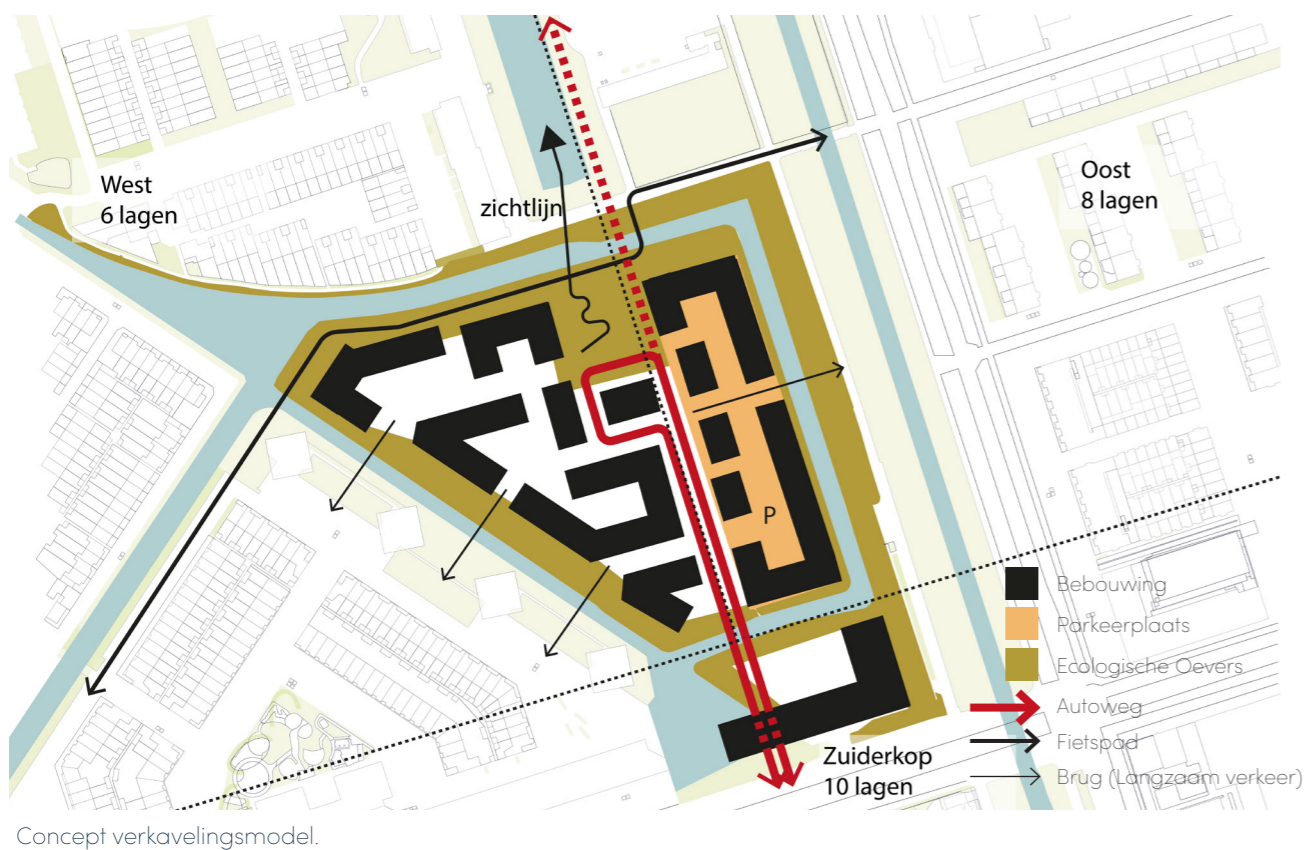 West
6 lagen
zichtlijn
Oost
8 lagen
P
Zuiderkop
10 lagen
Bebouwing
Parkeerplaats
Ecologische Oevers
Autoweg
Fietspad
Brug (Langzaam verkeer)
Concept verkavelingsmodel.